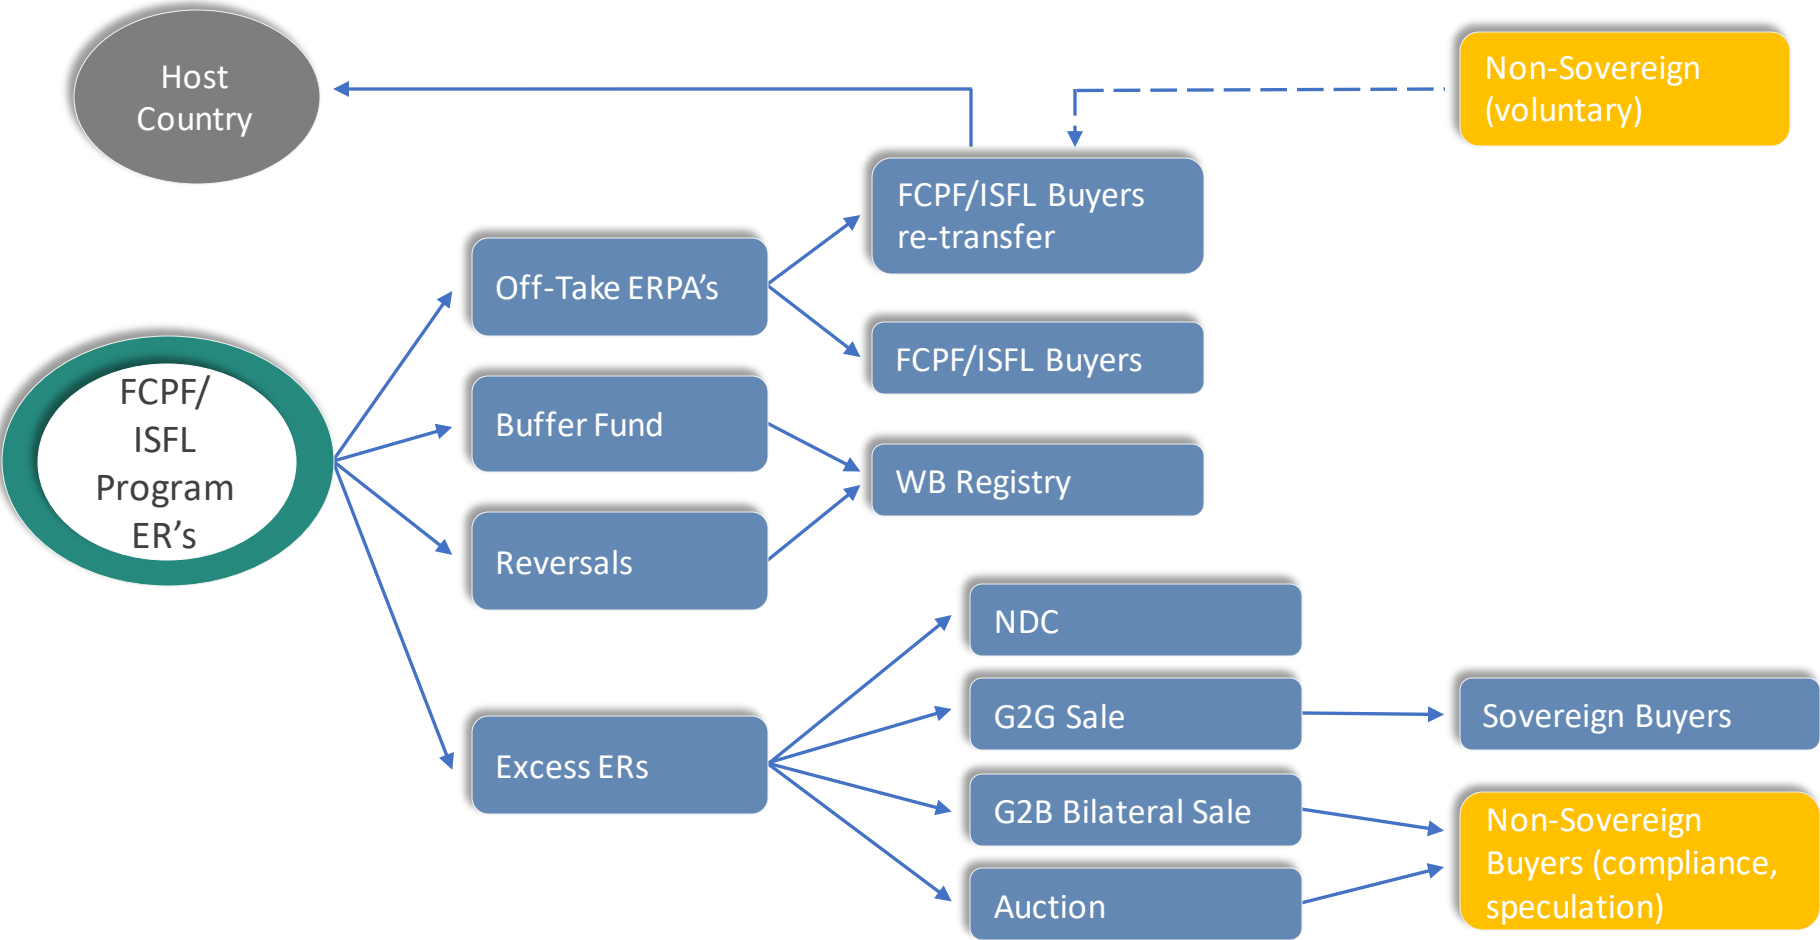 Host
Country
Non-Sovereign
(voluntary)
FCPF/ISFL Buyers
re-transfer
Off-Take ERPA’s
FCPF/ISFL Buyers
FCPF/
ISFL
Program
ER’s
Buffer Fund
WB Registry
Reversals
NDC
G2G Sale
Sovereign Buyers
Excess ERs
G2B Bilateral Sale
Non-Sovereign
Buyers (compliance,
speculation)
Auction